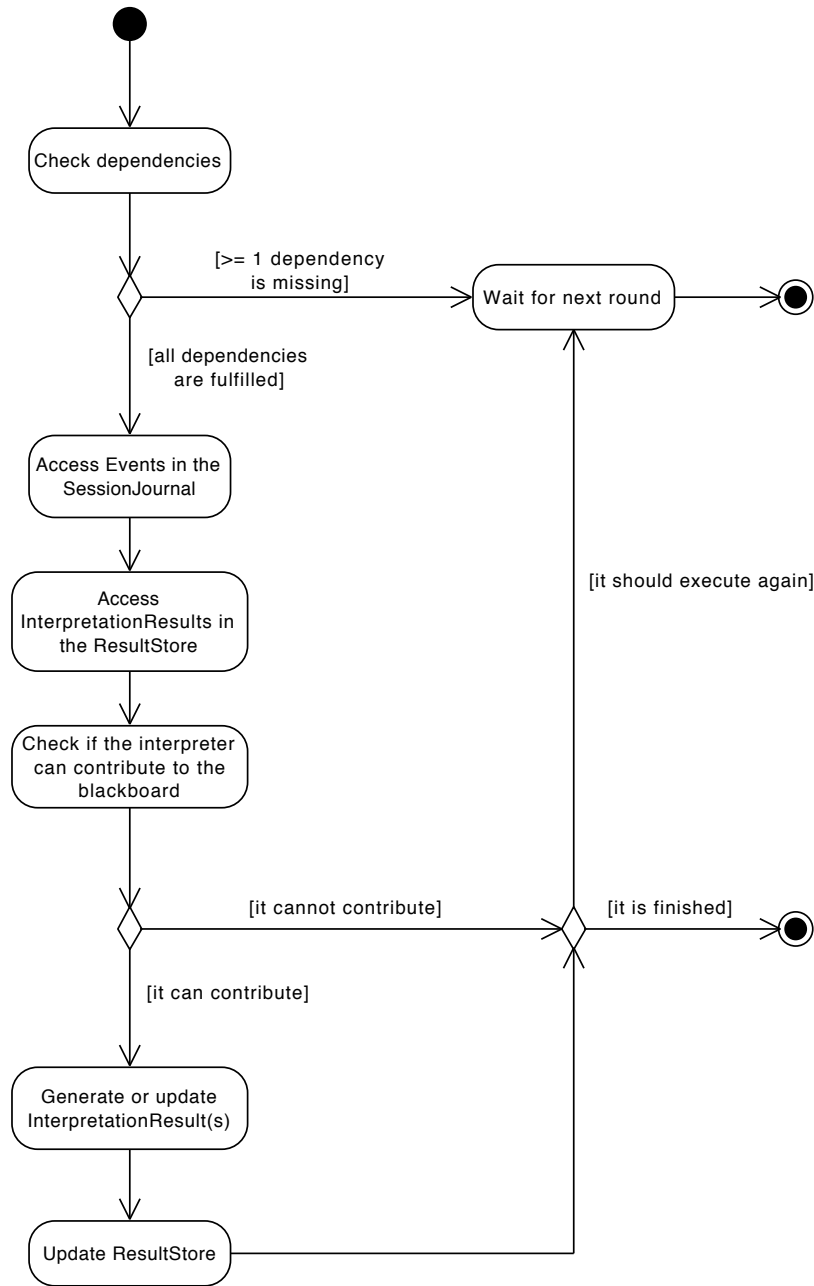 Check dependencies
[>= 1 dependency
is missing]
Wait for next round
[all dependencies
are fulfilled]
Access Events in the
SessionJournal
[it should execute again]
Access
InterpretationResults in
the ResultStore
Check if the interpreter
can contribute to the
blackboard
[it cannot contribute]
[it is finished]
[it can contribute]
Generate or update
InterpretationResult(s)
Update ResultStore